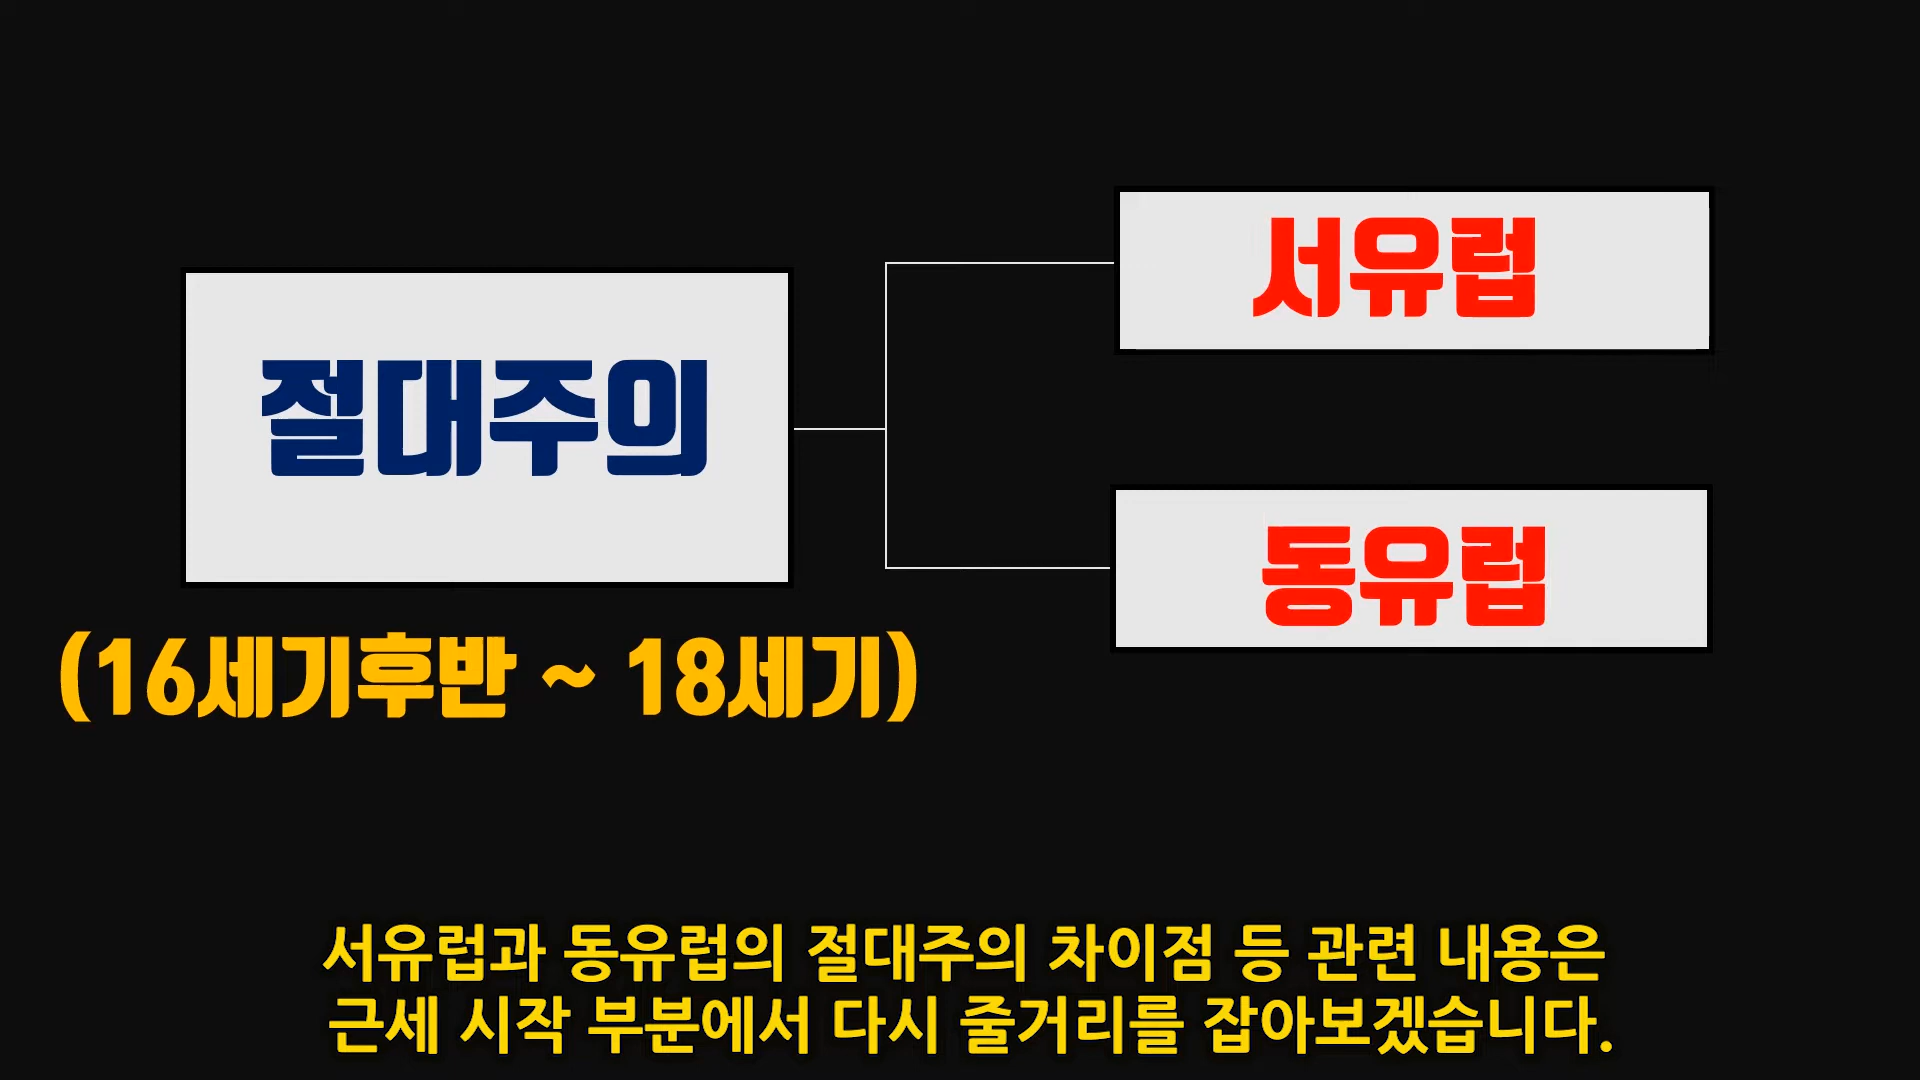 절대주의
(16세기후반 ~ 18세기)
서유럽
동유럽
서유럽과 동유럽의 절대주의 차이점 등 관련 내용은
근세 시작 부분에서 다시 줄거리를 잡아보겠습니다.